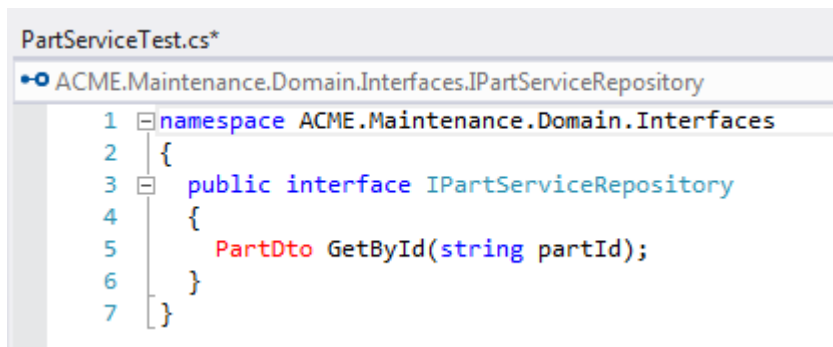 PartServiceTest.cs*
ACME.Maintenance.Domain.Interfaces.IPartServiceRepository
1 namespace ACME.Maintenance.Domain.Interfaces
2 {
3 public interface IPartServiceRepository
4 {
5 PartDto GetById(string partId);
6 }
7 }